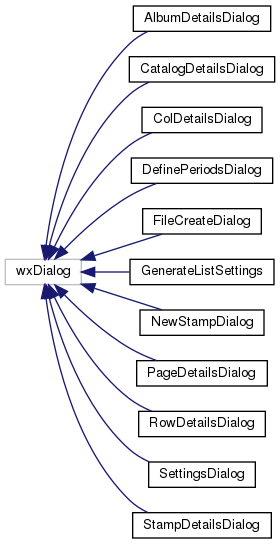 AlbumDetailsDialog
CatalogDetailsDialog
ColDetailsDialog
DefinePeriodsDialog
FileCreateDialog
wxDialog
GenerateListSettings
NewStampDialog
PageDetailsDialog
RowDetailsDialog
SettingsDialog
StampDetailsDialog